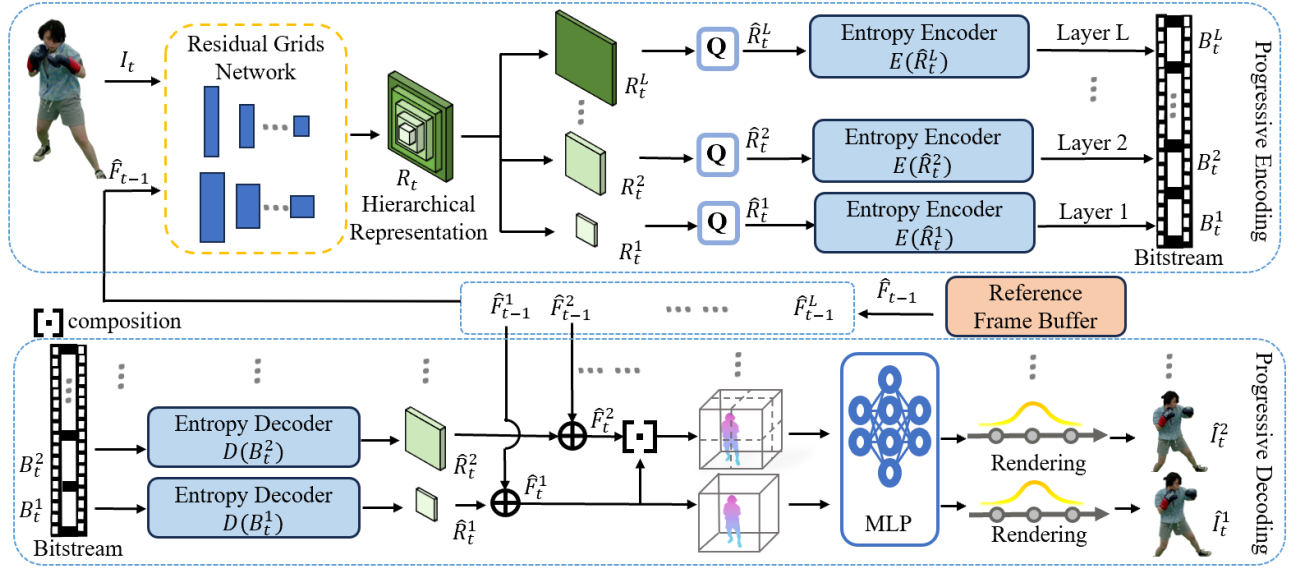 I_t
Residual Grids
Network
F̂_{t-1}
R_t
Hierarchical
Representation
R_t^L
Q
R̂_t^L
Entropy Encoder
E(R̂_t^L)
Layer L
B_t^L
R_t^2
Q
R̂_t^2
Entropy Encoder
E(R̂_t^2)
Layer 2
B_t^2
R_t^1
Q
R̂_t^1
Entropy Encoder
E(R̂_t^1)
Layer 1
B_t^1
Bitstream
Progressive Encoding
[·] composition
F̂_{t-1}^1
F̂_{t-1}^2
F̂_{t-1}^L
F̂_{t-1}
Reference
Frame Buffer
B_t^2
Entropy Decoder
D(B_t^2)
R̂_t^2
F̂_t^2
[·]
B_t^1
Entropy Decoder
D(B_t^1)
R̂_t^1
F̂_t^1
Bitstream
MLP
Rendering
Î_t^2
Rendering
Î_t^1
Progressive Decoding